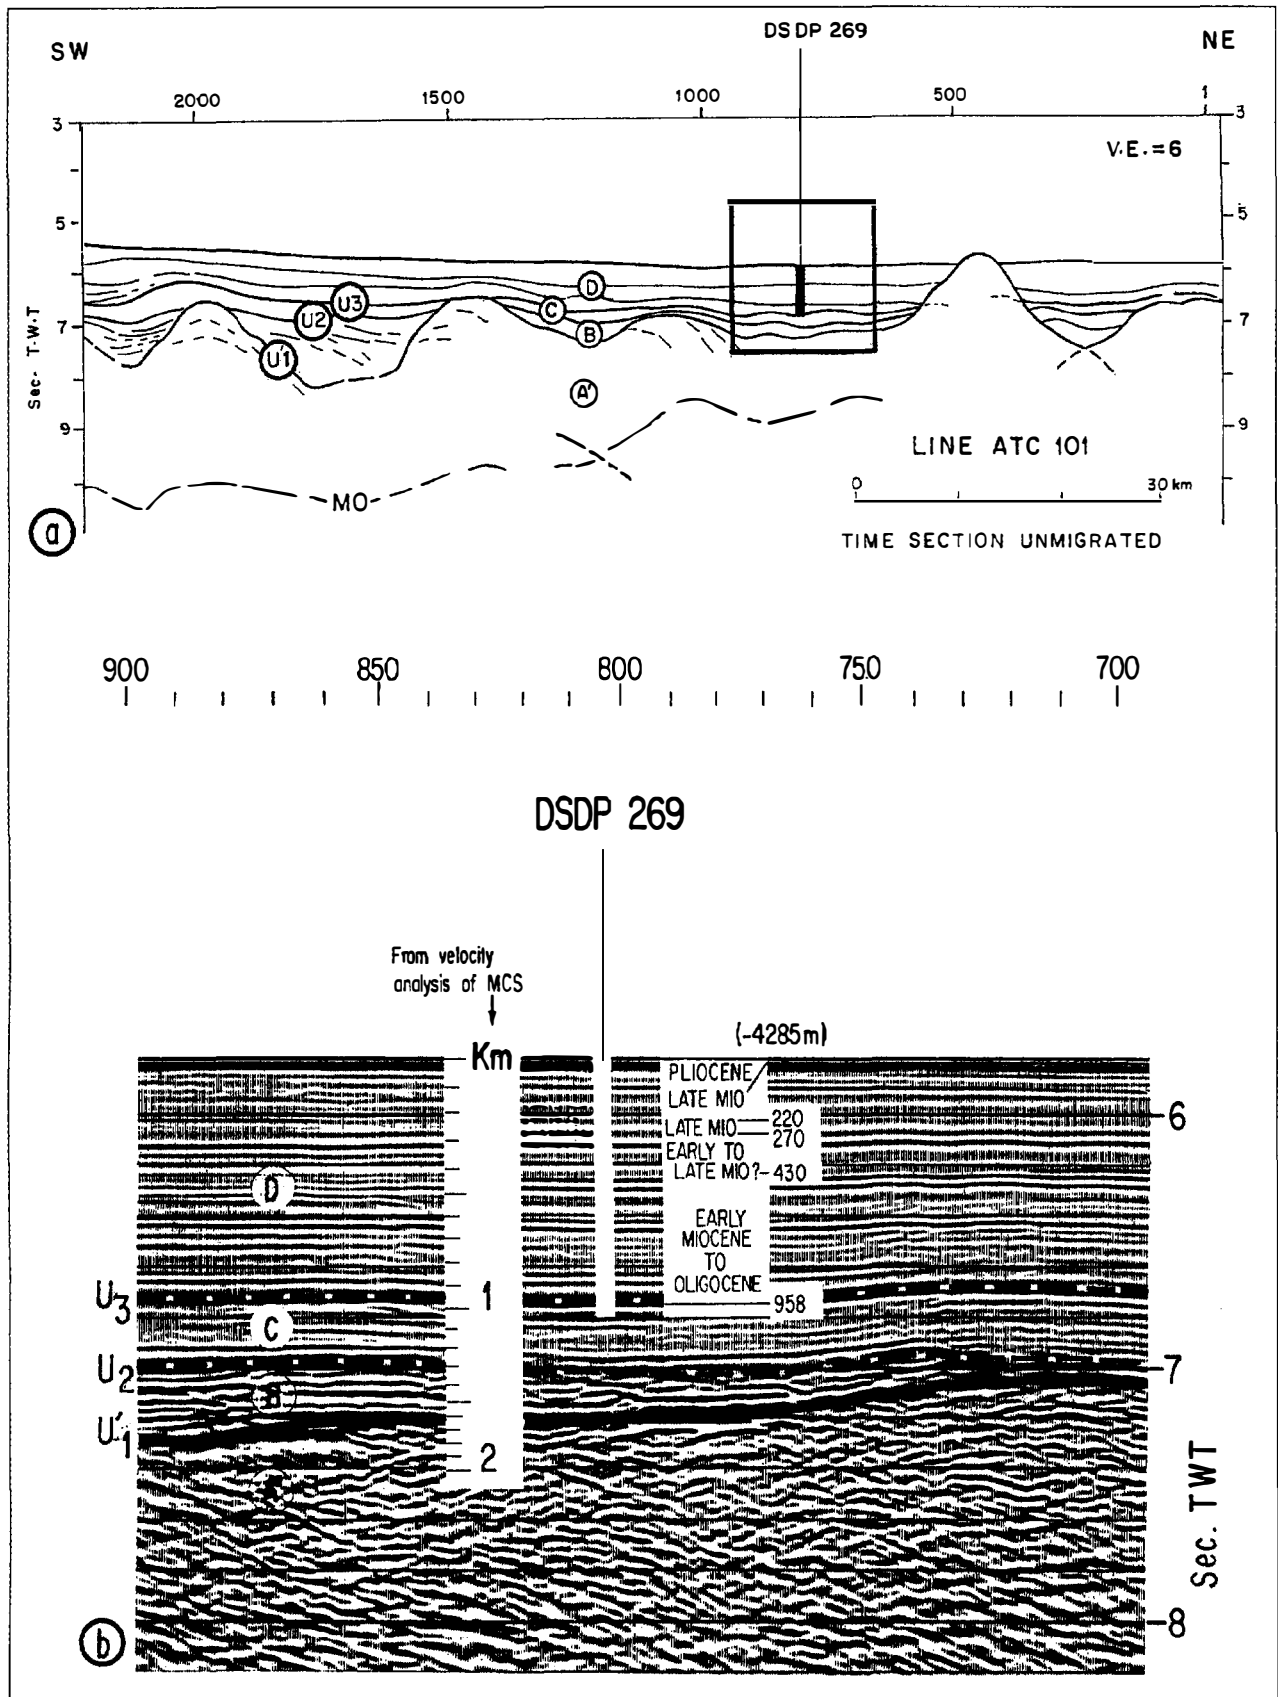 DSDP 269
SW
NE
2000 1500 1000 500 1
3 3
V.E.=6
5 5
D
U3
C
U2
B
7 7
U'1
A'
Sec. T.W.T
9 9
LINE ATC 101
MO
0 30 km
a
TIME SECTION UNMIGRATED
900 850 800 750 700
DSDP 269
From velocity
analysis of MCS
(-4285m)
Km
PLIOCENE
LATE MIO
6
LATE MIO 220
270
EARLY TO
LATE MIO?-430
D
EARLY
MIOCENE
TO
OLIGOCENE
U3
1
958
C
U2
7
B
U'1
2
Sec. TWT
8
b